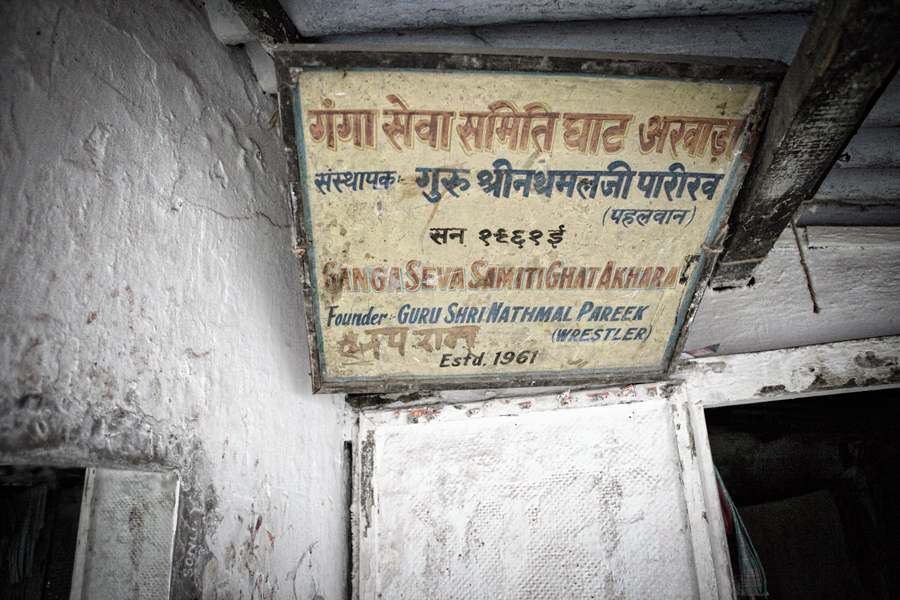 गंगा सेवा समिति घाट अखाड़ा
संस्थापक:- गुरु श्रीनथमलजी पारीख
(पहलवान)
सन १९६१ई
GANGA SEVA SAMITI GHAT AKHARA
Founder:- GURU SHRI NATHMAL PAREEK
(WRESTLER)
Estd. 1961